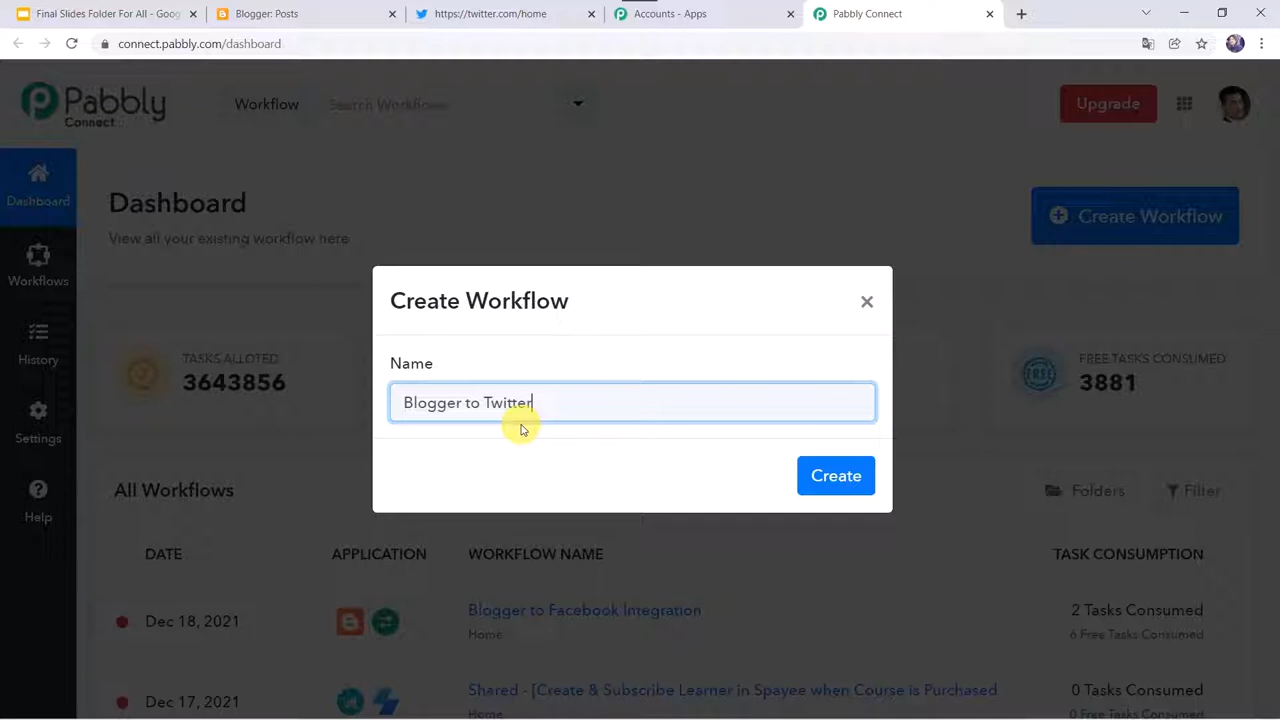 Final Slides Folder For All - Goog
Blogger: Posts
https://twitter.com/home
Accounts - Apps
Pabbly Connect
connect.pabbly.com/dashboard
Pabbly
Connect
Workflow
Search Workflows
Upgrade
Dashboard
Dashboard
View all your existing workflow here
Create Workflow
Workflows
History
Settings
Help
TASKS ALLOTED
3643856
FREE TASKS CONSUMED
3881
Create Workflow
Name
Blogger to Twitter
Create
All Workflows
Folders
Filter
DATE
APPLICATION
WORKFLOW NAME
TASK CONSUMPTION
Dec 18, 2021
Blogger to Facebook Integration
Home
2 Tasks Consumed
6 Free Tasks Consumed
Dec 17, 2021
Shared - [Create & Subscribe Learner in Spayee when Course is Purchased
Home
0 Tasks Consumed
0 Free Tasks Consumed